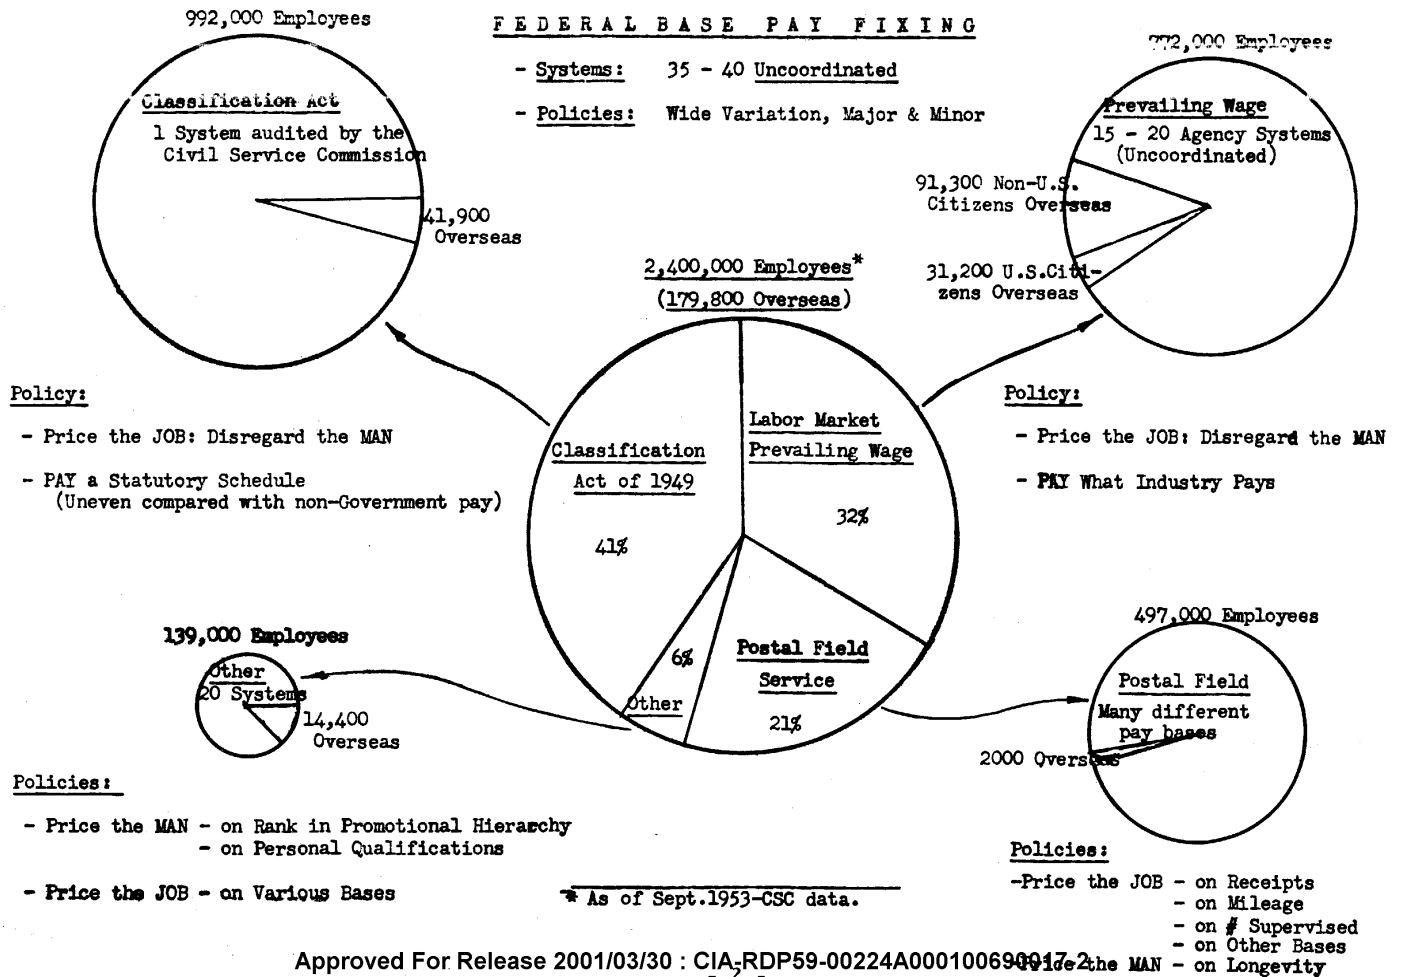 FEDERAL BASE PAY FIXING
- Systems: 35 - 40 Uncoordinated
- Policies: Wide Variation, Major & Minor
992,000 Employees
Classification Act
1 System audited by the
Civil Service Commission
41,900
Overseas
772,000 Employees
Prevailing Wage
15 - 20 Agency Systems
(Uncoordinated)
91,300 Non-U.S.
Citizens Overseas
31,200 U.S.Citi-
zens Overseas
2,400,000 Employees*
(179,800 Overseas)
Policy:
- Price the JOB: Disregard the MAN
- PAY a Statutory Schedule
(Uneven compared with non-Government pay)
Policy:
- Price the JOB: Disregard the MAN
- PAY What Industry Pays
Classification
Act of 1949
41%
Labor Market
Prevailing Wage
32%
6%
Other
Postal Field
Service
21%
139,000 Employees
Other
20 Systems
14,400
Overseas
497,000 Employees
Postal Field
Many different
pay bases
2000 Overseas
Policies:
- Price the MAN - on Rank in Promotional Hierarchy
- on Personal Qualifications
- Price the JOB - on Various Bases
* As of Sept.1953-CSC data.
Policies:
-Price the JOB - on Receipts
- on Mileage
- on # Supervised
- on Other Bases
-Price the MAN - on Longevity
Approved For Release 2001/03/30 : CIA-RDP59-00224A000100690017-2